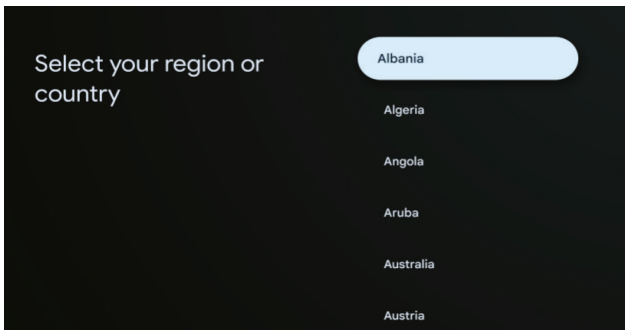 Select your region or
country
Albania
Algeria
Angola
Aruba
Australia
Austria